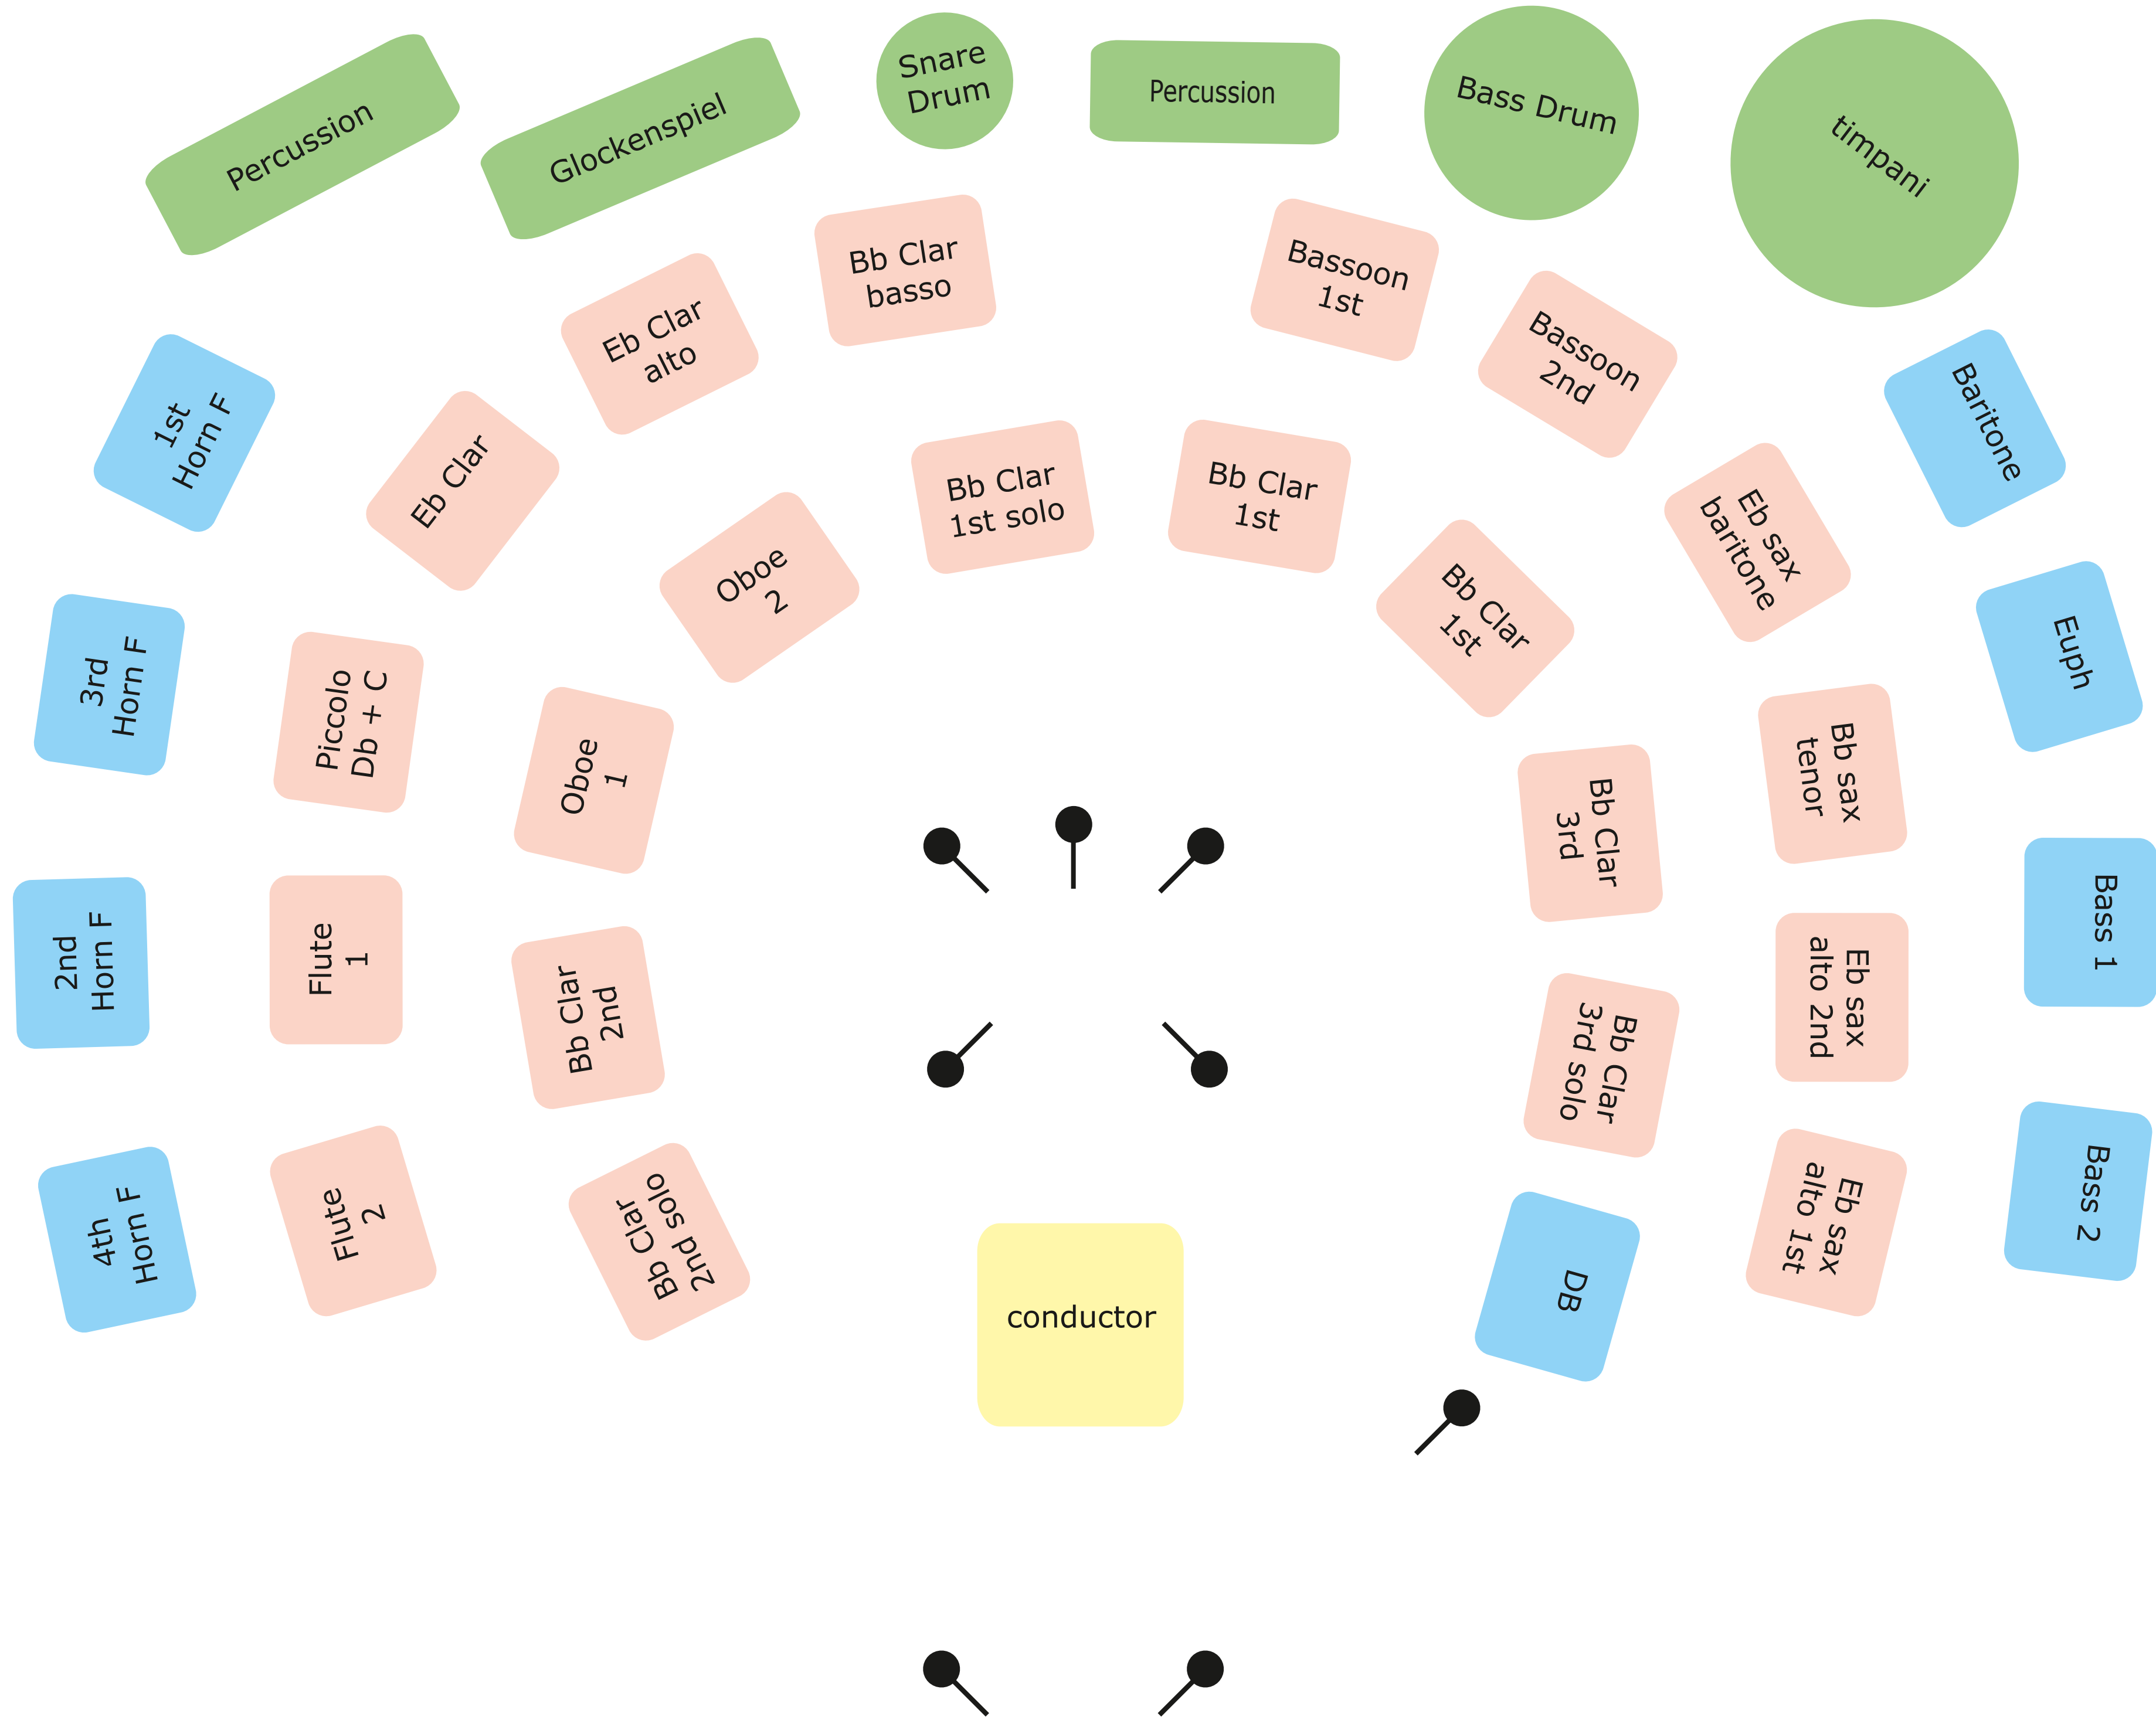 Percussion
Glockenspiel
Snare
Drum
Percussion
Bass Drum
timpani
Bb Clar
basso
Bassoon
1st
Eb Clar
alto
Bassoon
2nd
1st
Horn F
Baritone
Eb Clar
Bb Clar
1st solo
Bb Clar
1st
Eb sax
baritone
Oboe
2
Bb Clar
1st
3rd
Horn F
Piccolo
Db + C
Euph
Oboe
1
Bb Clar
3rd
Bb sax
tenor
2nd
Horn F
Flute
1
Bb Clar
2nd
Bb Clar
3rd solo
Eb sax
alto 2nd
Bass 1
4th
Horn F
Flute
2
Bb Clar
2nd solo
conductor
DB
Eb sax
alto 1st
Bass 2